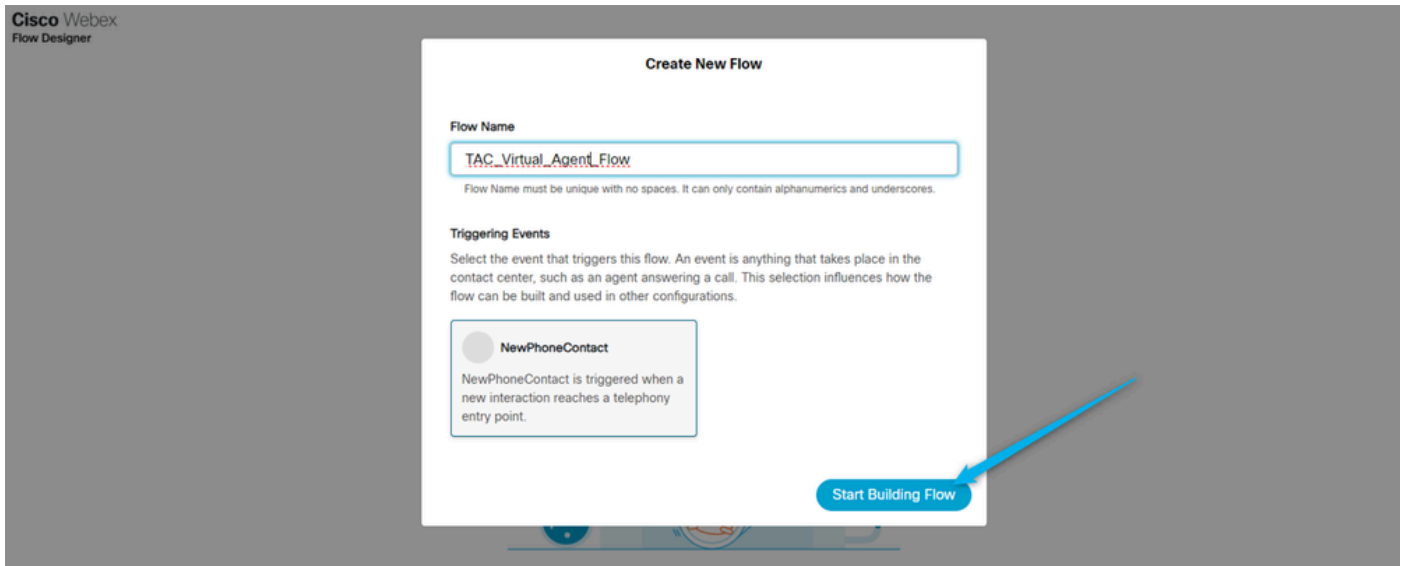 Cisco Webex
Flow Designer
Create New Flow
Flow Name
TAC_Virtual_Agent_Flow
Flow Name must be unique with no spaces. It can only contain alphanumerics and underscores.
Triggering Events
Select the event that triggers this flow. An event is anything that takes place in the
contact center, such as an agent answering a call. This selection influences how the
flow can be built and used in other configurations.
NewPhoneContact
NewPhoneContact is triggered when a
new interaction reaches a telephony
entry point.
Start Building Flow